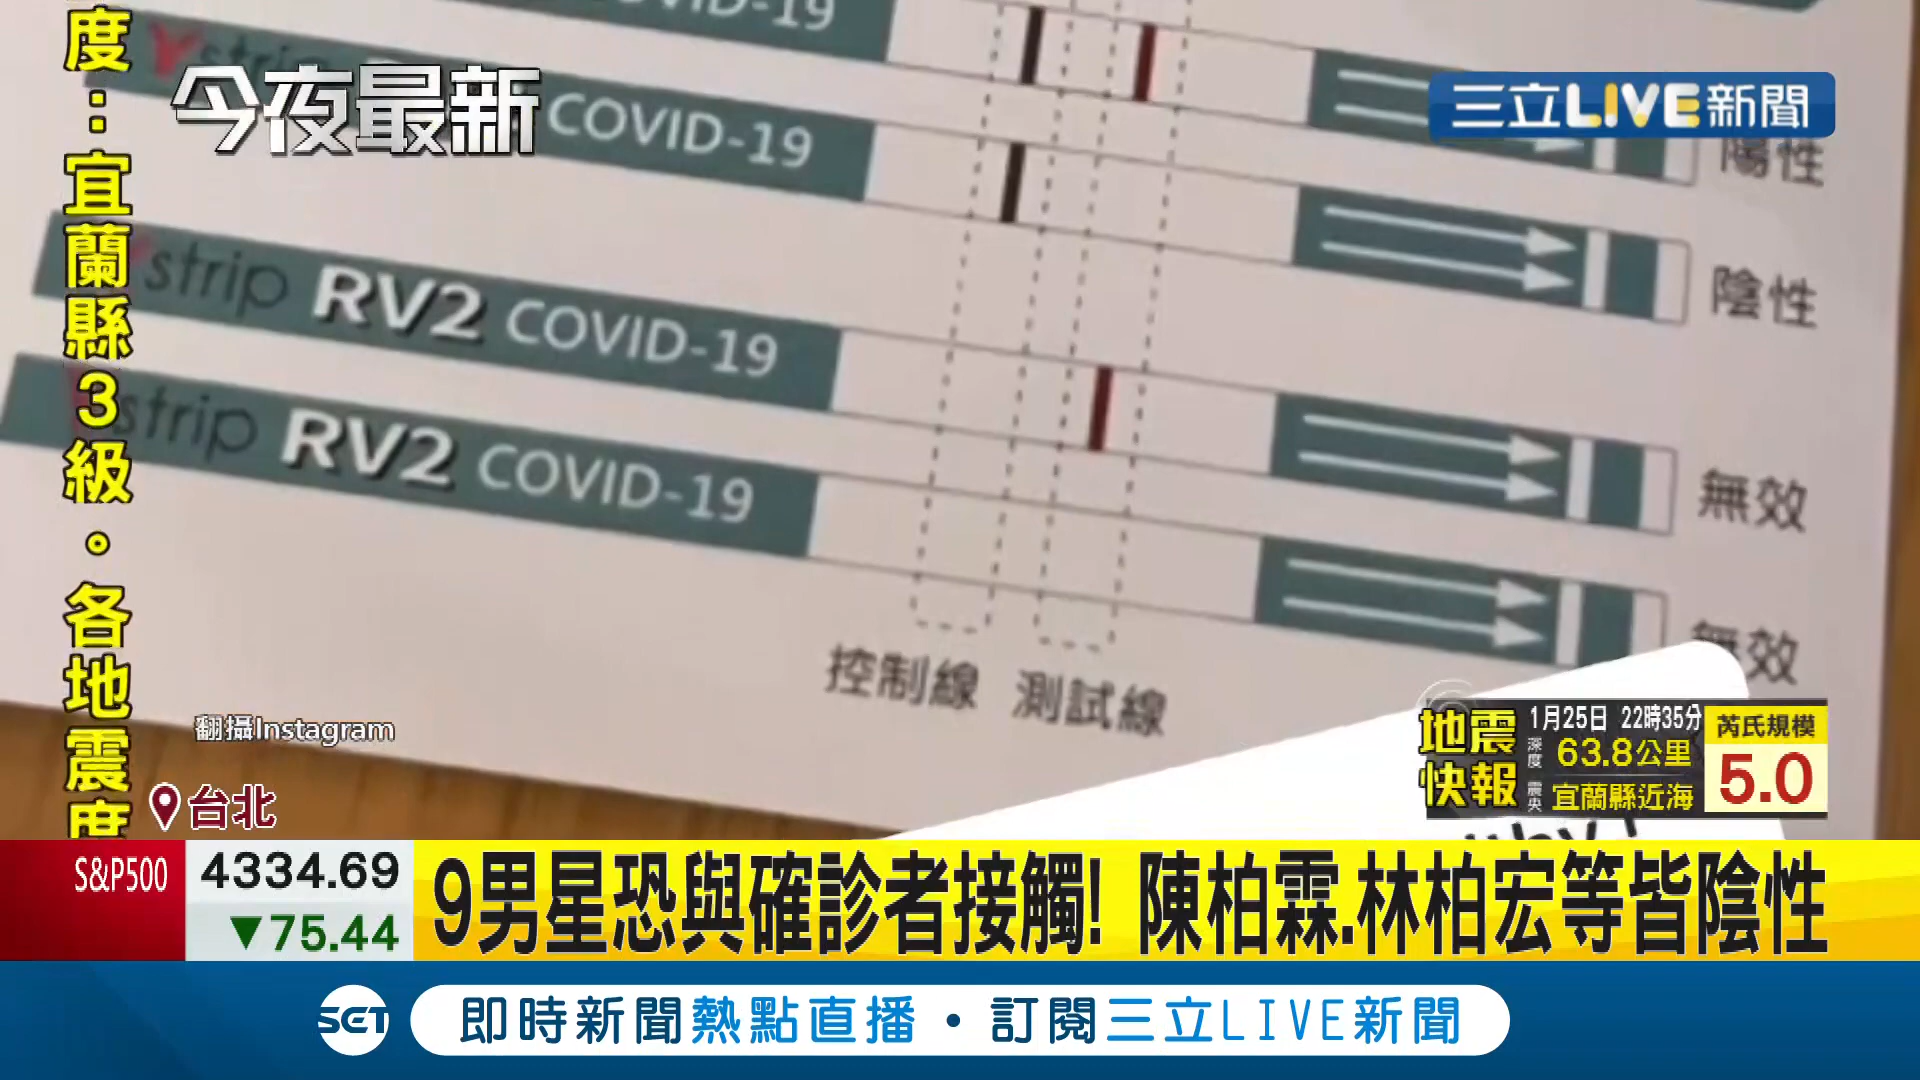 度：宜蘭縣3級。各地震度
COVID-19
陽性
今夜最新
三立LIVE新聞
strip COVID-19
陰性
strip RV2 COVID-19
無效
strip RV2 COVID-19
無效
控制線 測試線
翻攝Instagram
台北
地震快報
1月25日 22時35分
深度 63.8公里
震央 宜蘭縣近海
芮氏規模
5.0
S&P500
4334.69
▼75.44
9男星恐與確診者接觸! 陳柏霖.林柏宏等皆陰性
SET
即時新聞熱點直播・訂閱三立LIVE新聞